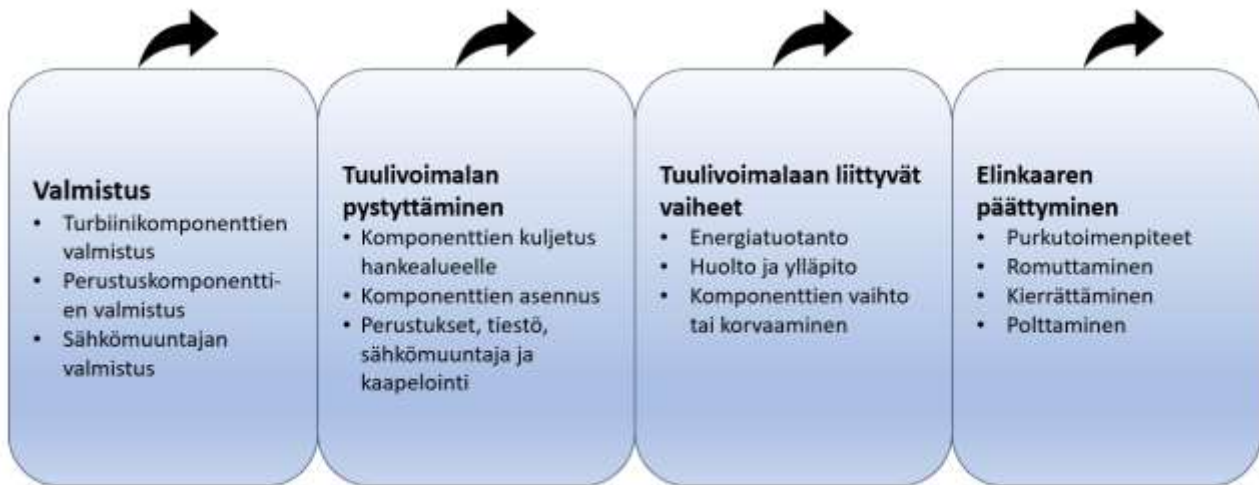 Valmistus
• Turbiinikomponenttien
valmistus
• Perustuskomponentti-
en valmistus
• Sähkömuuntajan
valmistus
Tuulivoimalan
pystyttäminen
• Komponenttien kuljetus
hankealueelle
• Komponenttien asennus
• Perustukset, tiestö,
sähkömuuntaja ja
kaapelointi
Tuulivoimalaan liittyvät
vaiheet
• Energiatuotanto
• Huolto ja ylläpito
• Komponenttien vaihto
tai korvaaminen
Elinkaaren
päättyminen
• Purkutoimenpiteet
• Romuttaminen
• Kierrättäminen
• Polttaminen